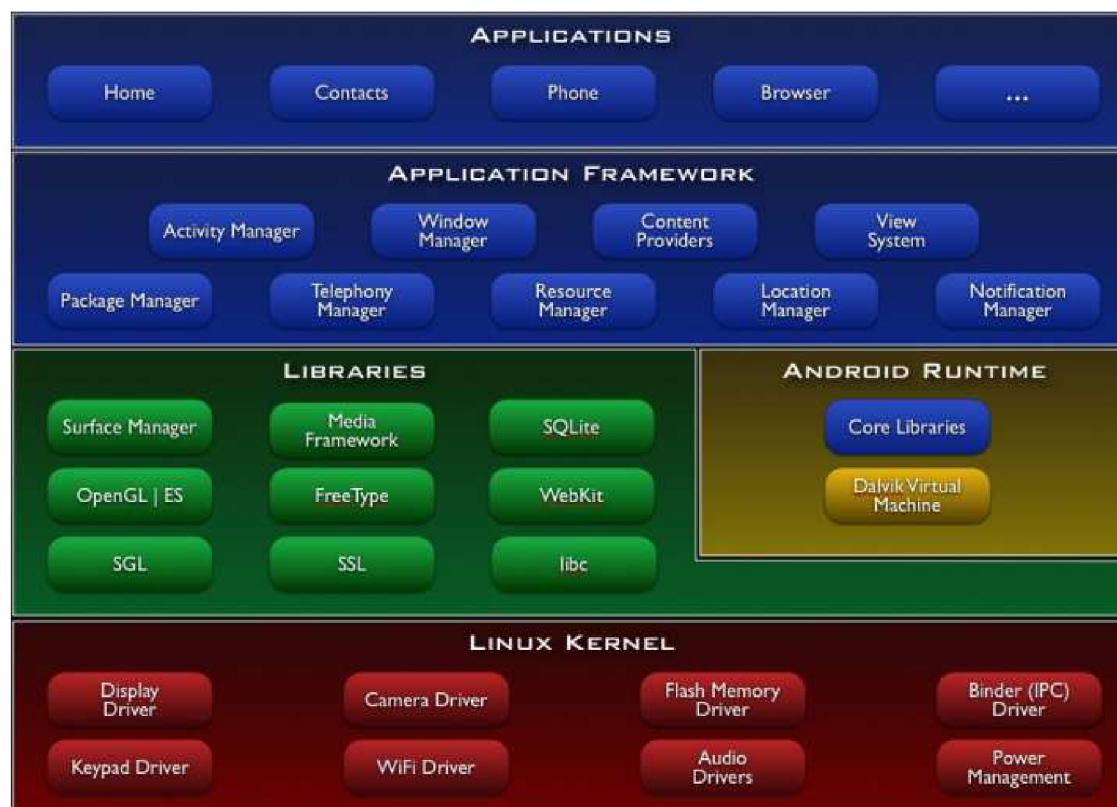 APPLICATIONS
Home
Contacts
Phone
Browser
...
APPLICATION FRAMEWORK
Activity Manager
Window
Manager
Content
Providers
View
System
Package Manager
Telephony
Manager
Resource
Manager
Location
Manager
Notification
Manager
LIBRARIES
Surface Manager
Media
Framework
SQLite
OpenGL | ES
FreeType
WebKit
SGL
SSL
libc
ANDROID RUNTIME
Core Libraries
Dalvik Virtual
Machine
LINUX KERNEL
Display
Driver
Camera Driver
Flash Memory
Driver
Binder (IPC)
Driver
Keypad Driver
WiFi Driver
Audio
Drivers
Power
Management